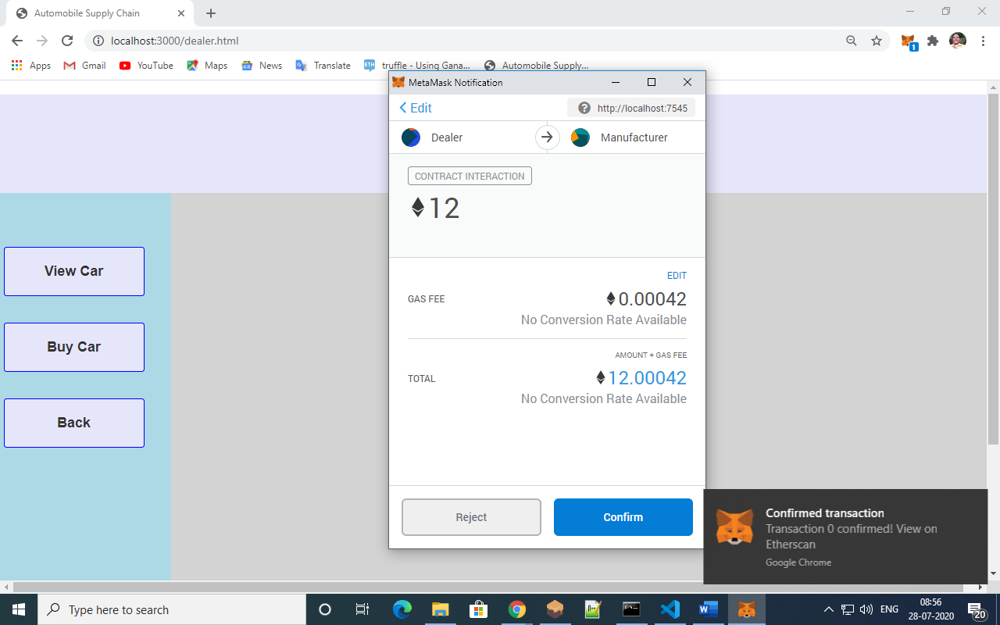 Automobile Supply Chain
localhost:3000/dealer.html
1
Apps Gmail YouTube Maps News Translate ETH truffle - Using Gana... Automobile Supply...
MetaMask Notification
Edit
? http://localhost:7545
Dealer
Manufacturer
CONTRACT INTERACTION
12
EDIT
GAS FEE
0.00042
No Conversion Rate Available
AMOUNT + GAS FEE
TOTAL
12.00042
No Conversion Rate Available
Reject
Confirm
View Car
Buy Car
Back
Confirmed transaction
Transaction 0 confirmed! View on
Etherscan
Google Chrome
Type here to search
ENG
08:56
28-07-2020
20